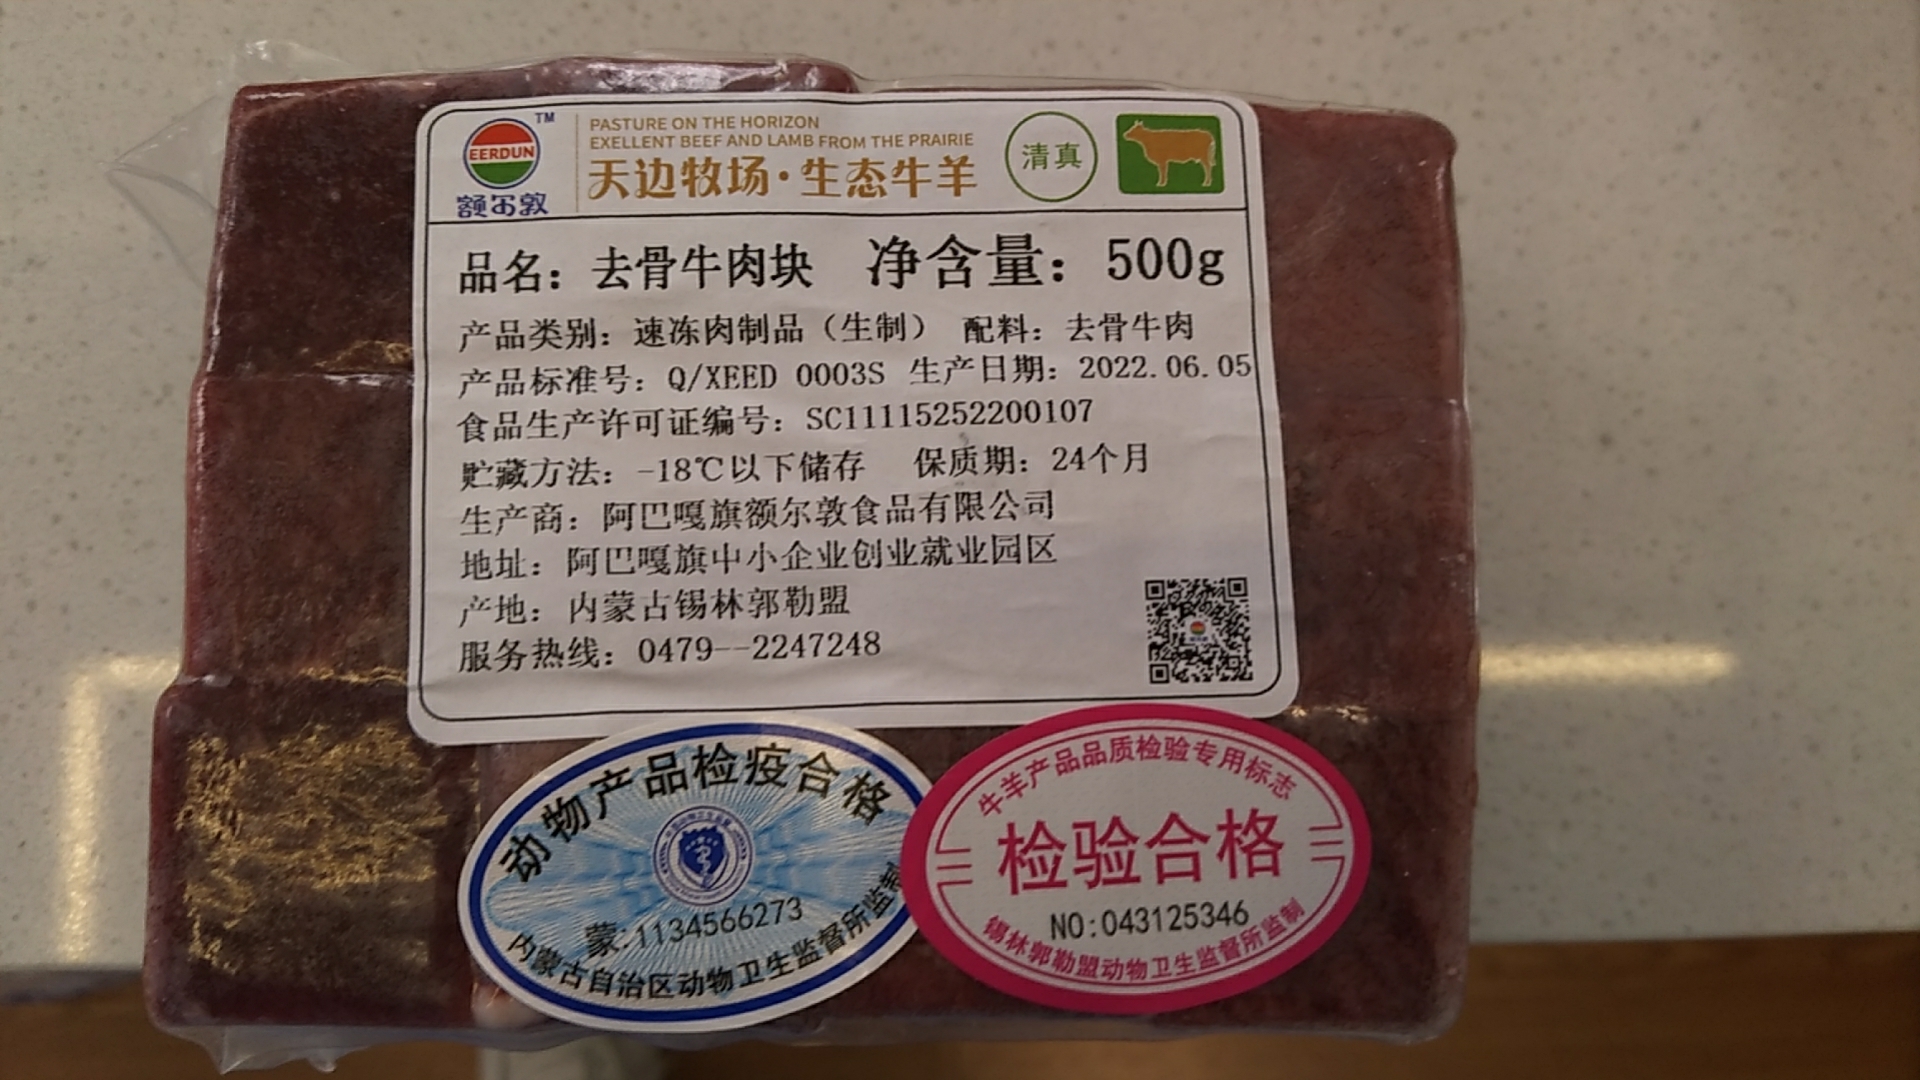 TM
EERDUN
额尔敦
PASTURE ON THE HORIZON
EXELLENT BEEF AND LAMB FROM THE PRAIRIE
天边牧场·生态牛羊
清真
品名：去骨牛肉块 净含量：500g
产品类别：速冻肉制品（生制） 配料：去骨牛肉
产品标准号：Q/XEED 0003S 生产日期：2022.06.05
食品生产许可证编号：SC11115252200107
贮藏方法：-18℃以下储存 保质期：24个月
生产商：阿巴嘎旗额尔敦食品有限公司
地址：阿巴嘎旗中小企业创业就业园区
产地：内蒙古锡林郭勒盟
服务热线：0479--2247248
动物产品检疫合格
蒙:1134566273
内蒙古自治区动物卫生监督所监制
牛羊产品品质检验专用标志
检验合格
NO:043125346
锡林郭勒盟动物卫生监督所监制